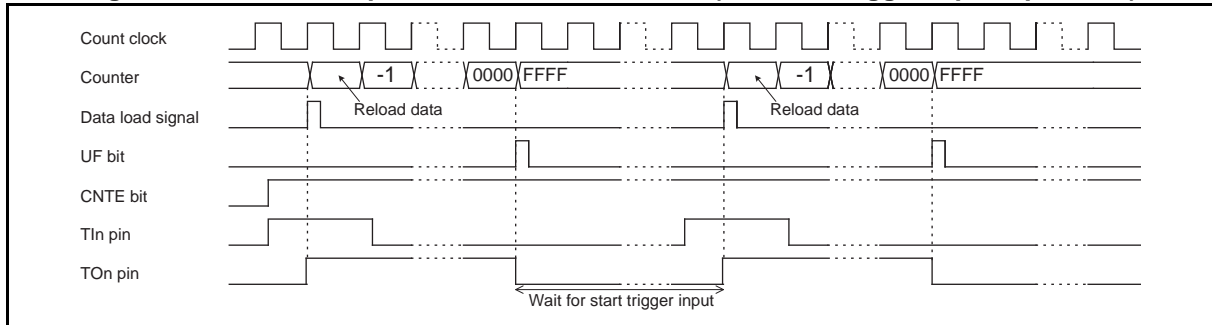 Count clock
Counter -1 0000 FFFF -1 0000 FFFF
Reload data Reload data
Data load signal
UF bit
CNTE bit
TIn pin
TOn pin
Wait for start trigger input